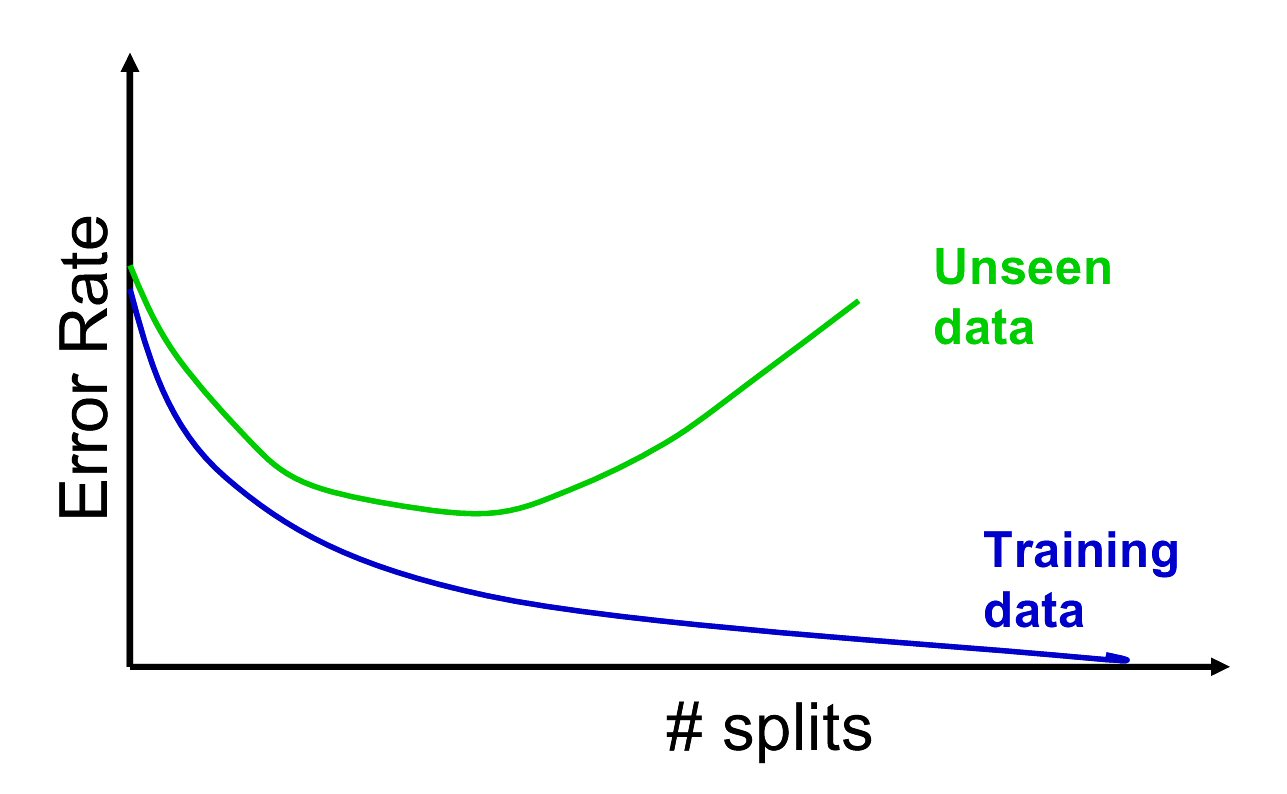 Error Rate
Unseen
data
Training
data
# splits